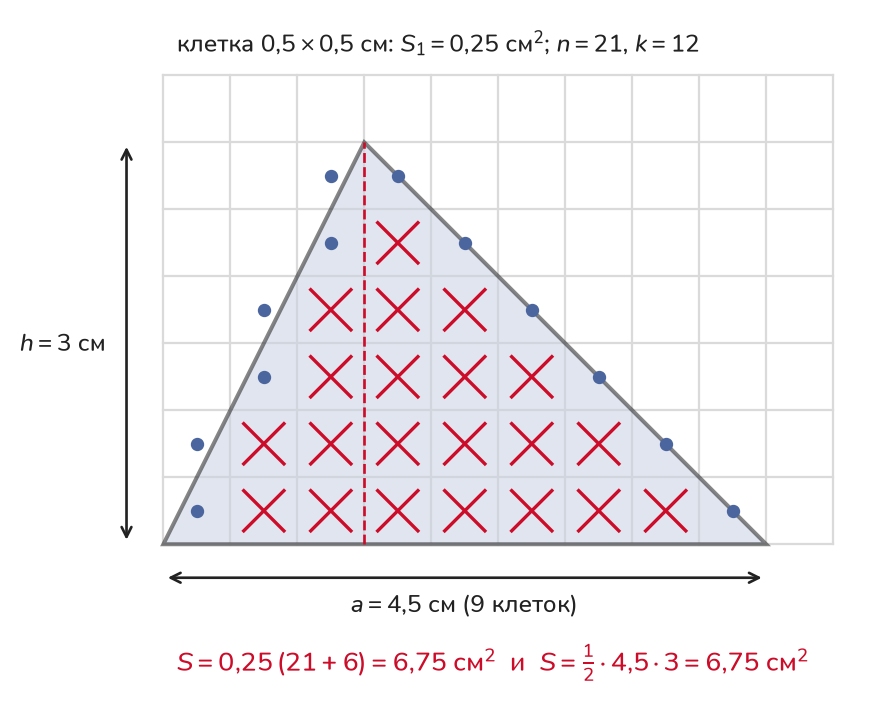 клетка 0,5 × 0,5 см: S₁ = 0,25 см²; n = 21, k = 12
h = 3 см
a = 4,5 см (9 клеток)
S = 0,25 (21 + 6) = 6,75 см² и S = 1/2 · 4,5 · 3 = 6,75 см²